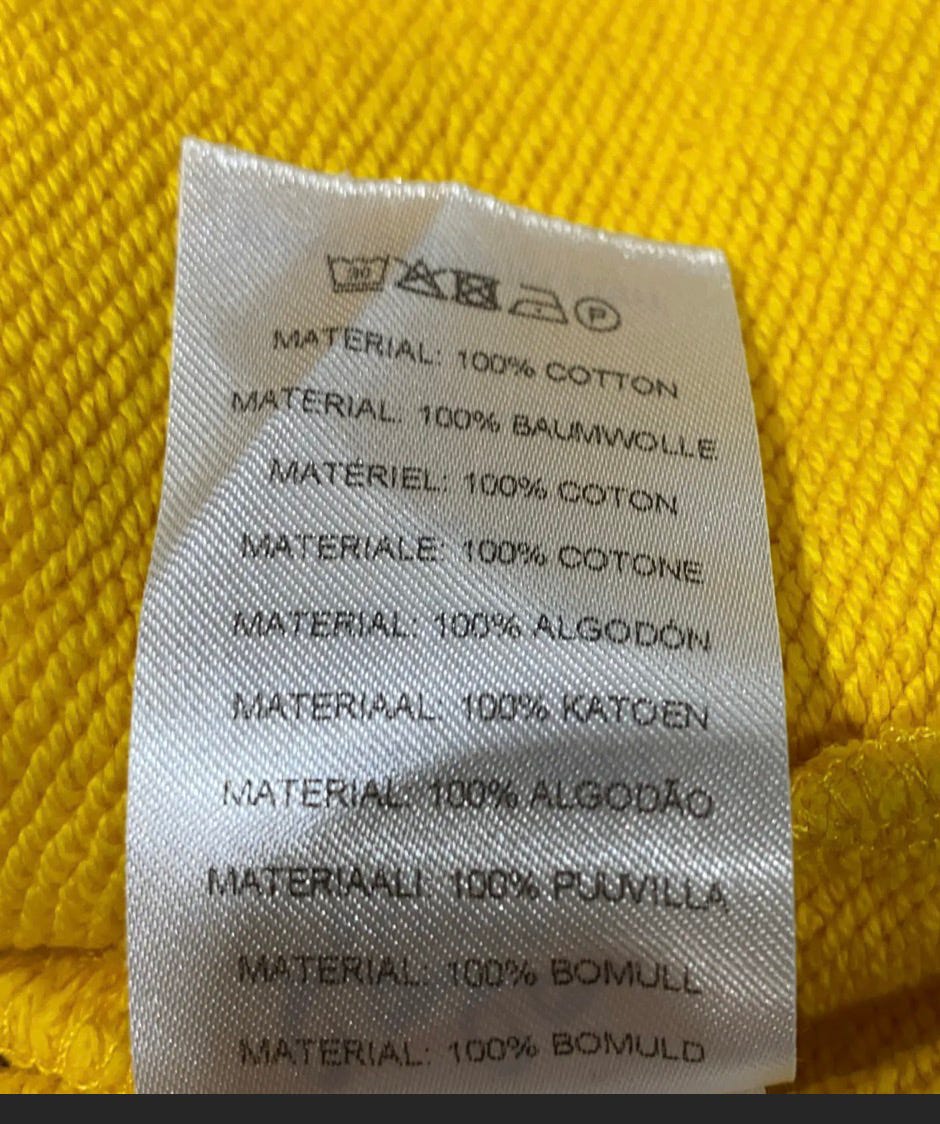 30 P
MATERIAL: 100% COTTON
MATERIAL: 100% BAUMWOLLE
MATÉRIEL: 100% COTON
MATERIALE: 100% COTONE
MATERIAL: 100% ALGODÓN
MATERIAAL: 100% KATOEN
MATERIAL: 100% ALGODÃO
MATERIAALI: 100% PUUVILLA
MATERIAL: 100% BOMULL
MATERIAL: 100% BOMULD